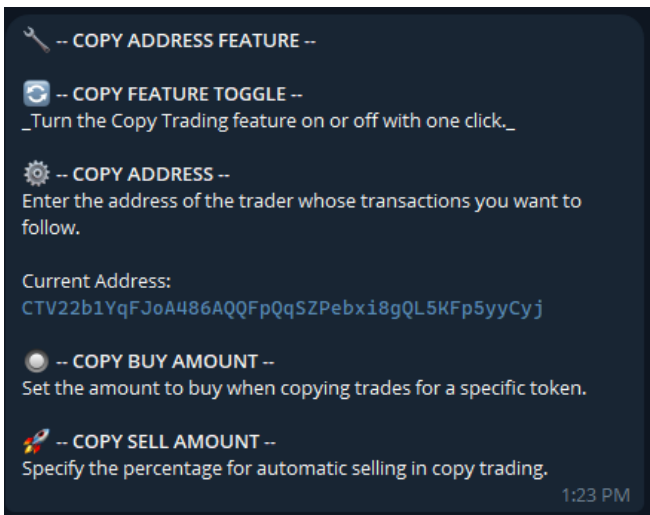 🔧 -- COPY ADDRESS FEATURE --
🔄 -- COPY FEATURE TOGGLE --
_Turn the Copy Trading feature on or off with one click._
⚙️ -- COPY ADDRESS --
Enter the address of the trader whose transactions you want to
follow.
Current Address:
CTV22b1YqFJoA486AQQFpQqSZPebxi8gQL5KFp5yyCyj
⚪ -- COPY BUY AMOUNT --
Set the amount to buy when copying trades for a specific token.
🚀 -- COPY SELL AMOUNT --
Specify the percentage for automatic selling in copy trading.
1:23 PM